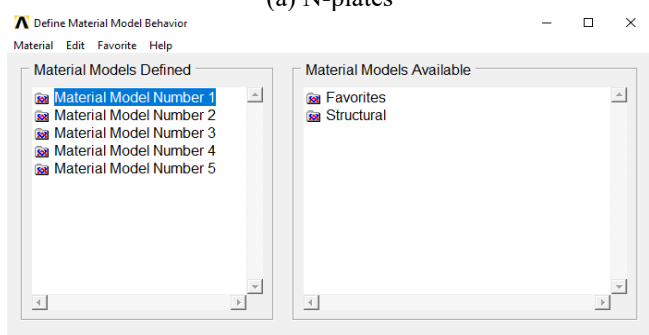 (a) N-plates
Define Material Model Behavior
Material Edit Favorite Help
Material Models Defined
Material Model Number 1
Material Model Number 2
Material Model Number 3
Material Model Number 4
Material Model Number 5
Material Models Available
Favorites
Structural